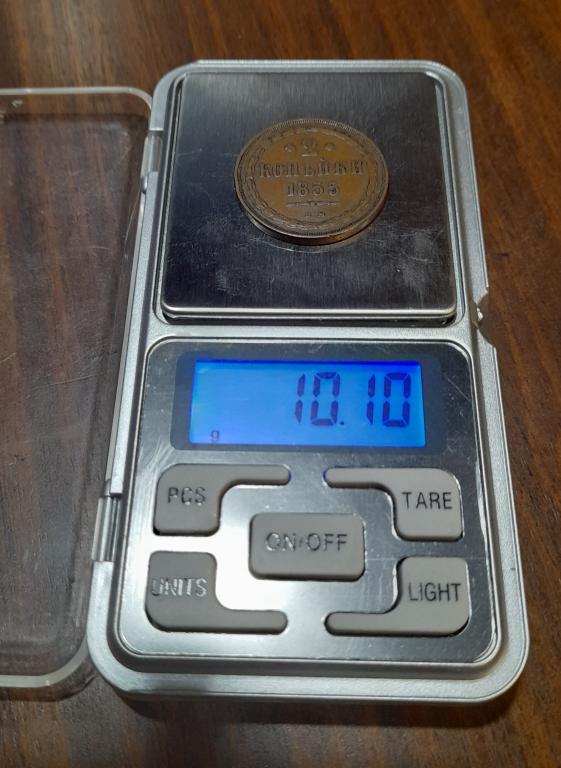 2
КОПѢЙКИ
1855
Е.М.
10.10
g
PCS
TARE
ON/OFF
UNITS
LIGHT